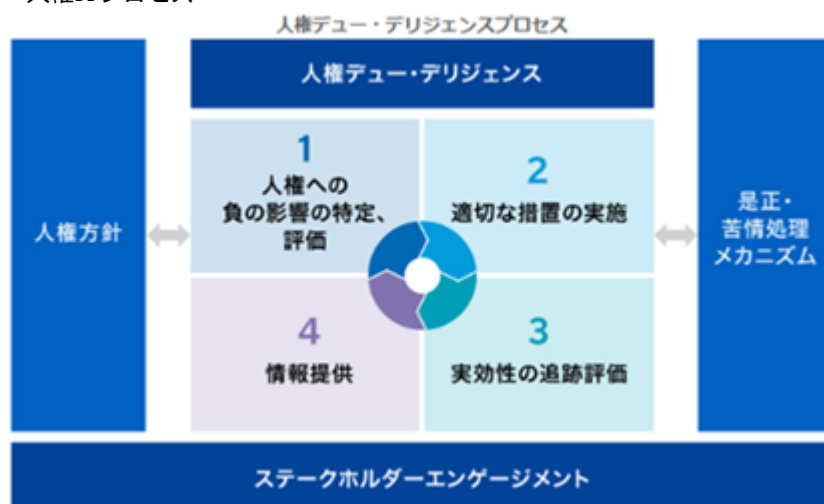 人権デュー・デリジェンスプロセス
人権デュー・デリジェンス
人権方針
1
人権への
負の影響の特定、
評価
2
適切な措置の実施
4
情報提供
3
実効性の追跡評価
是正・
苦情処理
メカニズム
ステークホルダーエンゲージメント